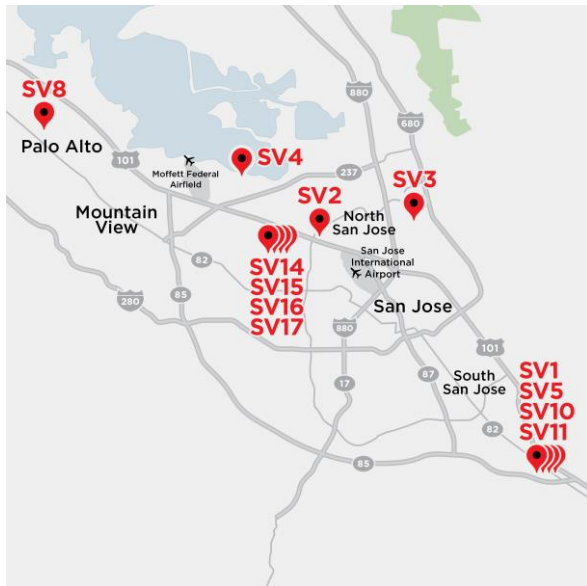 SV8
Palo Alto
101
880
680
SV4
Moffett Federal
Airfield
237
SV3
SV2
North
San Jose
Mountain
View
82
SV14
SV15
SV16
SV17
San Jose
International
Airport
280
85
San Jose
880
101
SV1
SV5
SV10
SV11
17
87
South
San Jose
82
85